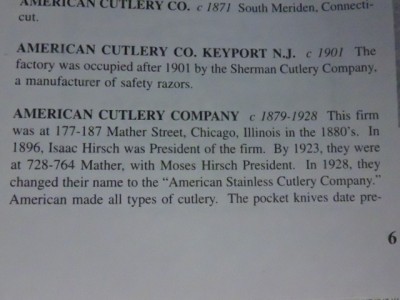 AMERICAN CUTLERY CO. c 1871 South Meriden, Connecti-
cut.
AMERICAN CUTLERY CO. KEYPORT N.J. c 1901 The
factory was occupied after 1901 by the Sherman Cutlery Company,
a manufacturer of safety razors.
AMERICAN CUTLERY COMPANY c 1879-1928 This firm
was at 177-187 Mather Street, Chicago, Illinois in the 1880's. In
1896, Isaac Hirsch was President of the firm. By 1923, they were
at 728-764 Mather, with Moses Hirsch President. In 1928, they
changed their name to the “American Stainless Cutlery Company.”
American made all types of cutlery. The pocket knives date pre-
6